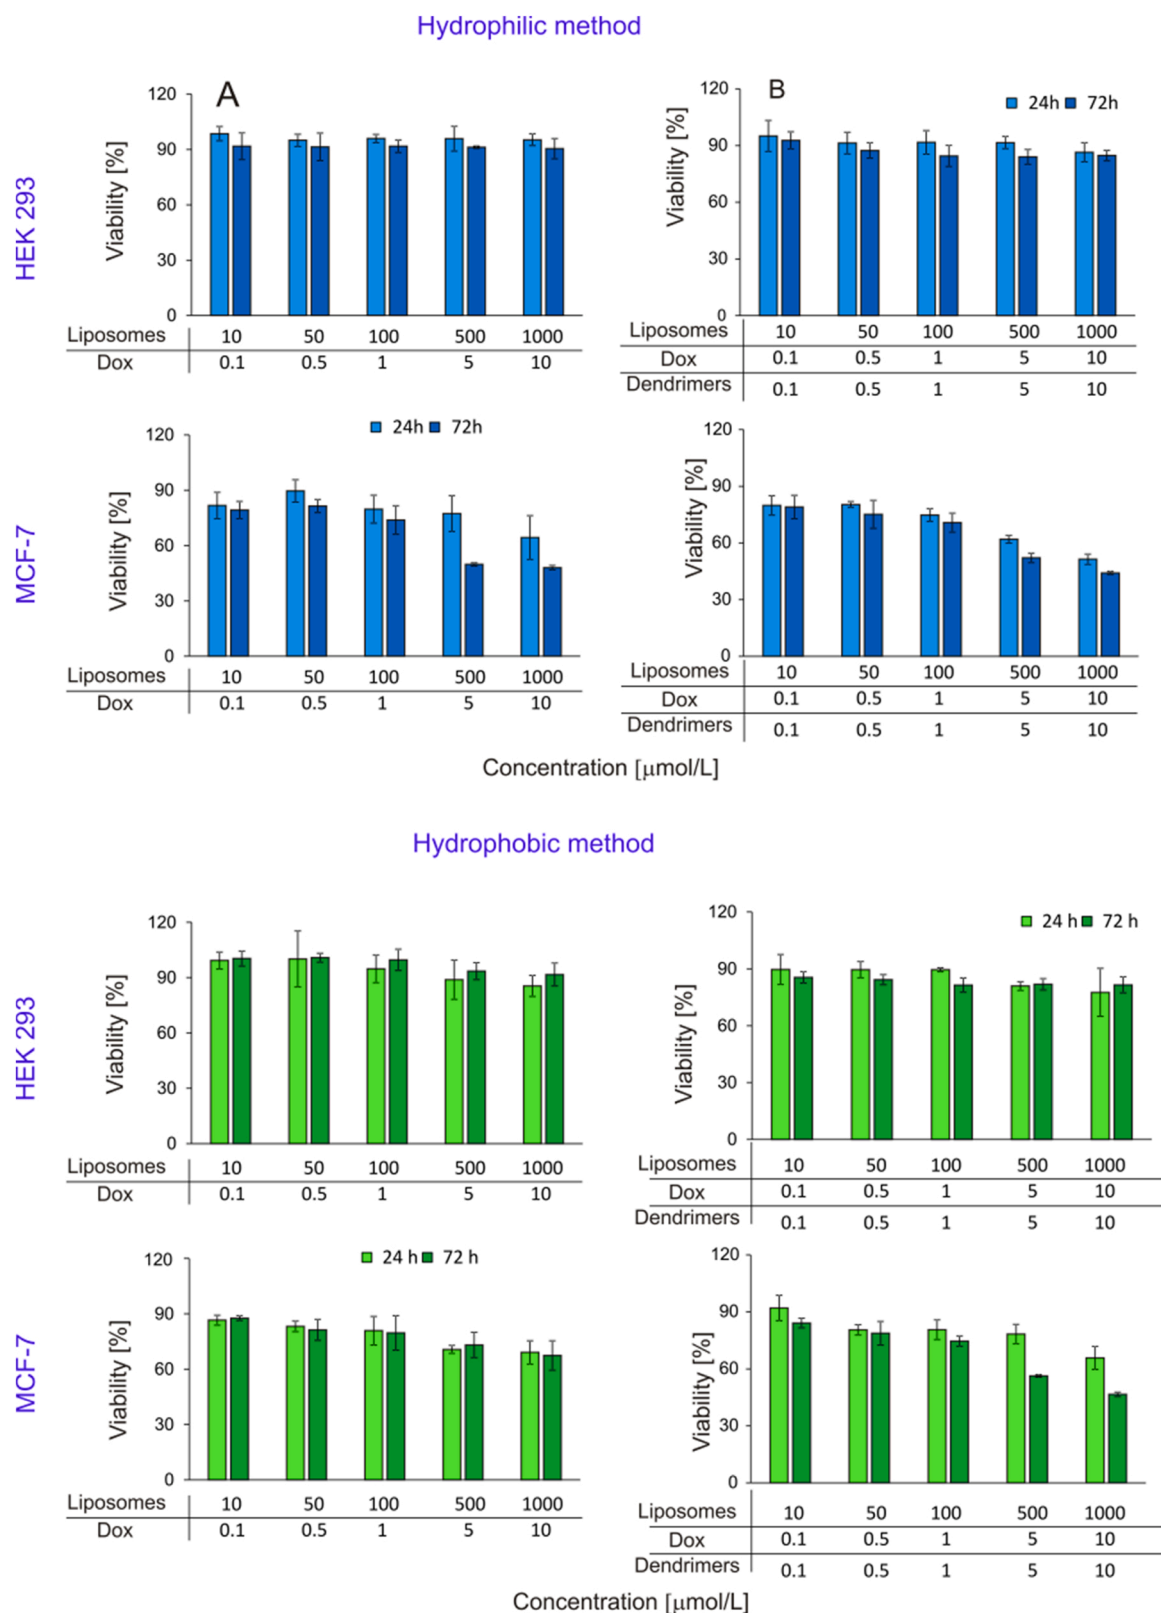 Hydrophilic method
A
B
24h 72h
HEK 293
Viability [%]
120
90
60
30
0
Liposomes 10 50 100 500 1000
Dox 0.1 0.5 1 5 10
Viability [%]
120
90
60
30
0
Liposomes 10 50 100 500 1000
Dox 0.1 0.5 1 5 10
Dendrimers 0.1 0.5 1 5 10
MCF-7
24h 72h
Viability [%]
120
90
60
30
0
Liposomes 10 50 100 500 1000
Dox 0.1 0.5 1 5 10
Viability [%]
120
90
60
30
0
Liposomes 10 50 100 500 1000
Dox 0.1 0.5 1 5 10
Dendrimers 0.1 0.5 1 5 10
Concentration [μmol/L]
Hydrophobic method
HEK 293
Viability [%]
120
90
60
30
0
Liposomes 10 50 100 500 1000
Dox 0.1 0.5 1 5 10
24 h 72 h
Viability [%]
120
90
60
30
0
Liposomes 10 50 100 500 1000
Dox 0.1 0.5 1 5 10
Dendrimers 0.1 0.5 1 5 10
MCF-7
24 h 72 h
Viability [%]
120
90
60
30
0
Liposomes 10 50 100 500 1000
Dox 0.1 0.5 1 5 10
Viability [%]
120
90
60
30
0
Liposomes 10 50 100 500 1000
Dox 0.1 0.5 1 5 10
Dendrimers 0.1 0.5 1 5 10
Concentration [μmol/L]